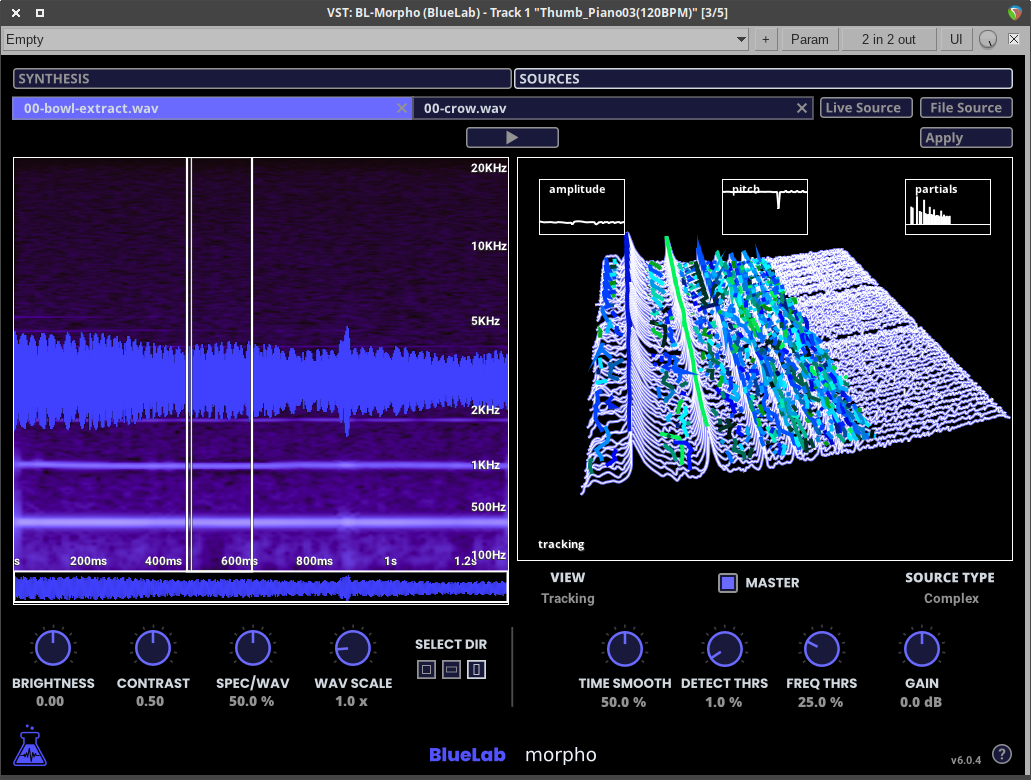 VST: BL-Morpho (BlueLab) - Track 1 "Thumb_Piano03(120BPM)" [3/5]
Empty + Param 2 in 2 out UI
SYNTHESIS SOURCES
00-bowl-extract.wav 00-crow.wav Live Source File Source
Apply
20KHz
10KHz
5KHz
2KHz
1KHz
500Hz
100Hz
s 200ms 400ms 600ms 800ms 1s 1.2s
amplitude pitch partials
tracking
VIEW MASTER SOURCE TYPE
Tracking Complex
SELECT DIR
BRIGHTNESS CONTRAST SPEC/WAV WAV SCALE TIME SMOOTH DETECT THRS FREQ THRS GAIN
0.00 0.50 50.0 % 1.0 x 50.0 % 1.0 % 25.0 % 0.0 dB
BlueLab morpho v6.0.4 ?